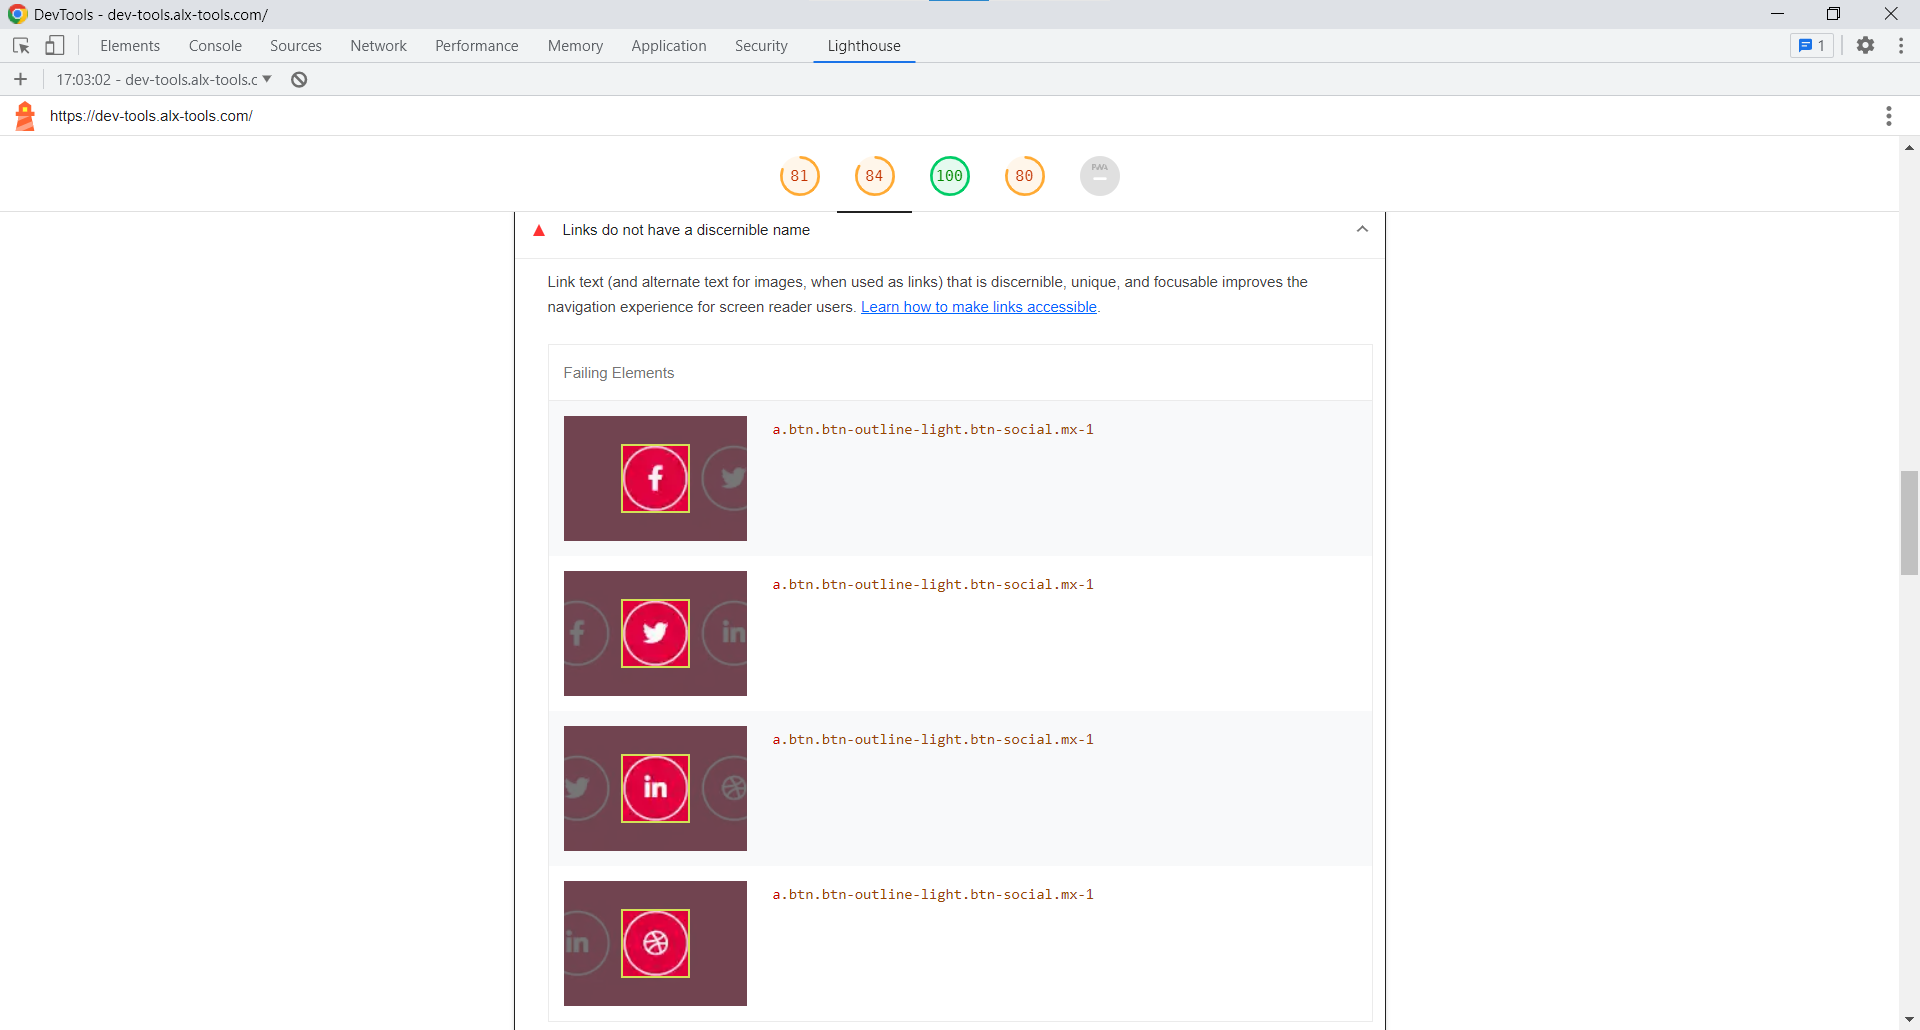 DevTools - dev-tools.alx-tools.com/
Elements Console Sources Network Performance Memory Application Security Lighthouse 1
17:03:02 - dev-tools.alx-tools.c
https://dev-tools.alx-tools.com/
81 84 100 80 PWA
Links do not have a discernible name
Link text (and alternate text for images, when used as links) that is discernible, unique, and focusable improves the
navigation experience for screen reader users. Learn how to make links accessible.
Failing Elements
a.btn.btn-outline-light.btn-social.mx-1
a.btn.btn-outline-light.btn-social.mx-1
in
a.btn.btn-outline-light.btn-social.mx-1
in
a.btn.btn-outline-light.btn-social.mx-1
in